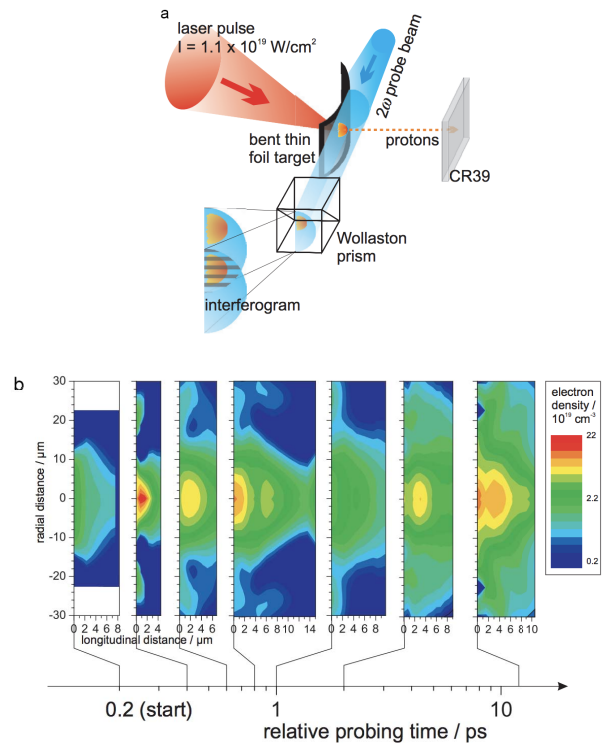 a
laser pulse
I = 1.1 x 10¹⁹ W/cm²
2ω probe beam
bent thin
foil target
protons
CR39
Wollaston
prism
interferogram
b
30
20
10
0
-10
-20
-30
radial distance / μm
0 2 4 6 8
0 2 4
0 2 4 6
0 2 4 6 8 10 14
0 2 4 6 8
0 2 4 6 8
0 2 4 6 8 10
longitudinal distance / μm
electron
density /
10¹⁹ cm⁻³
22
2.2
0.2
0.2 (start)
1
10
relative probing time / ps